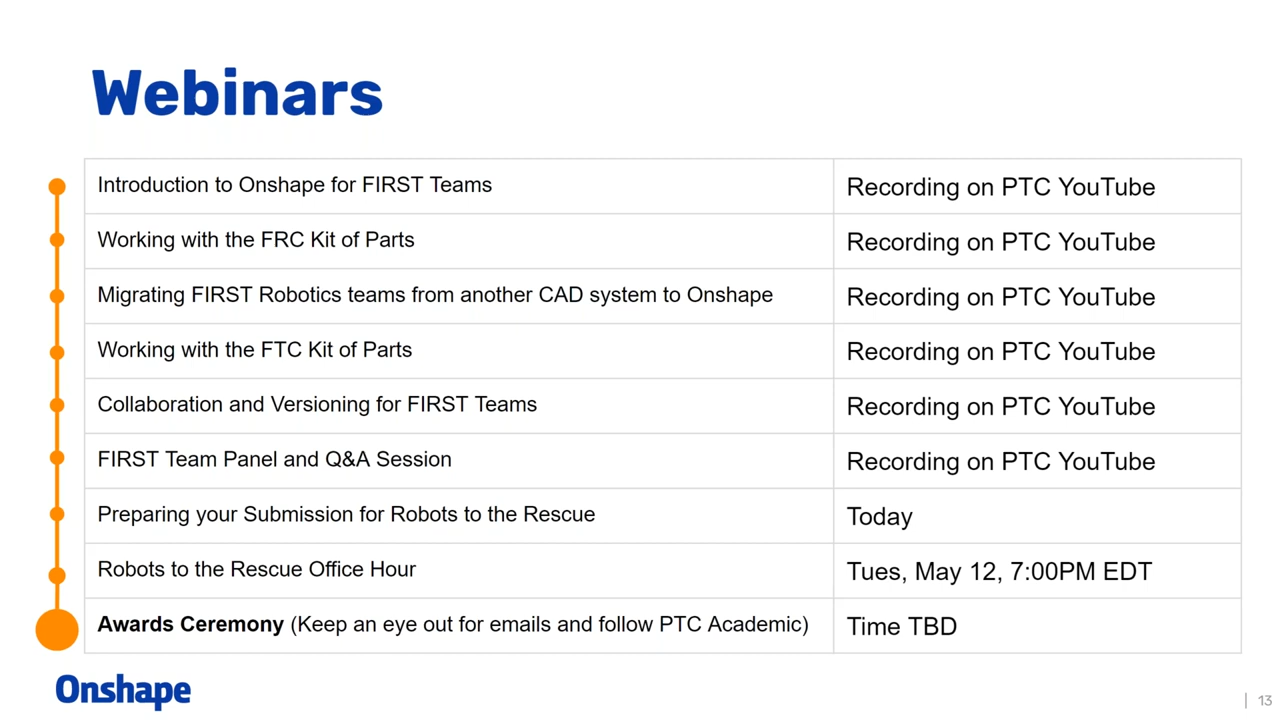 Webinars
Introduction to Onshape for FIRST Teams
Recording on PTC YouTube
Working with the FRC Kit of Parts
Recording on PTC YouTube
Migrating FIRST Robotics teams from another CAD system to Onshape
Recording on PTC YouTube
Working with the FTC Kit of Parts
Recording on PTC YouTube
Collaboration and Versioning for FIRST Teams
Recording on PTC YouTube
FIRST Team Panel and Q&A Session
Recording on PTC YouTube
Preparing your Submission for Robots to the Rescue
Today
Robots to the Rescue Office Hour
Tues, May 12, 7:00PM EDT
Awards Ceremony (Keep an eye out for emails and follow PTC Academic)
Time TBD
Onshape
13